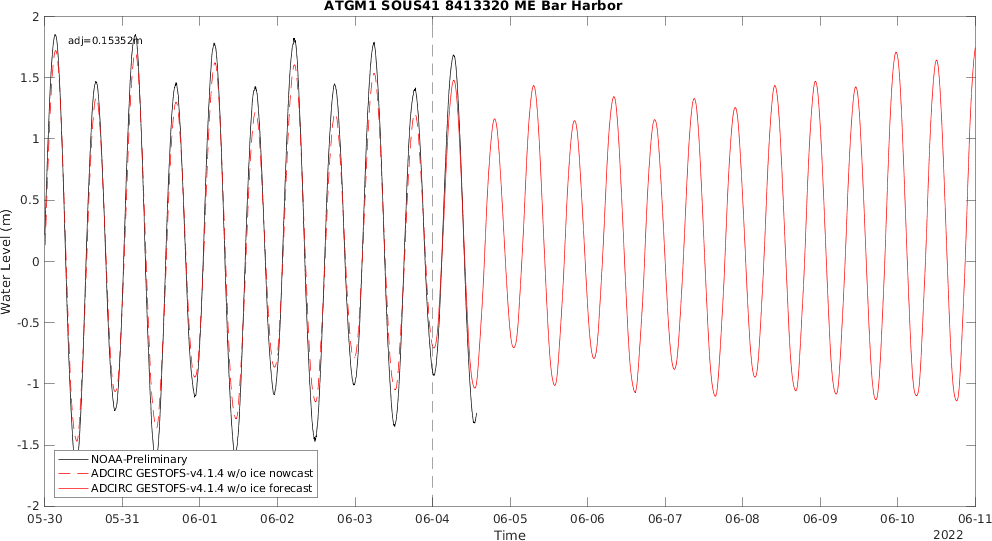 ATGM1 SOUS41 8413320 ME Bar Harbor
adj=0.15352m
Water Level (m)
2
1.5
1
0.5
0
-0.5
-1
-1.5
-2
NOAA-Preliminary
ADCIRC GESTOFS-v4.1.4 w/o ice nowcast
ADCIRC GESTOFS-v4.1.4 w/o ice forecast
05-30 05-31 06-01 06-02 06-03 06-04 06-05 06-06 06-07 06-08 06-09 06-10 06-11
Time
2022